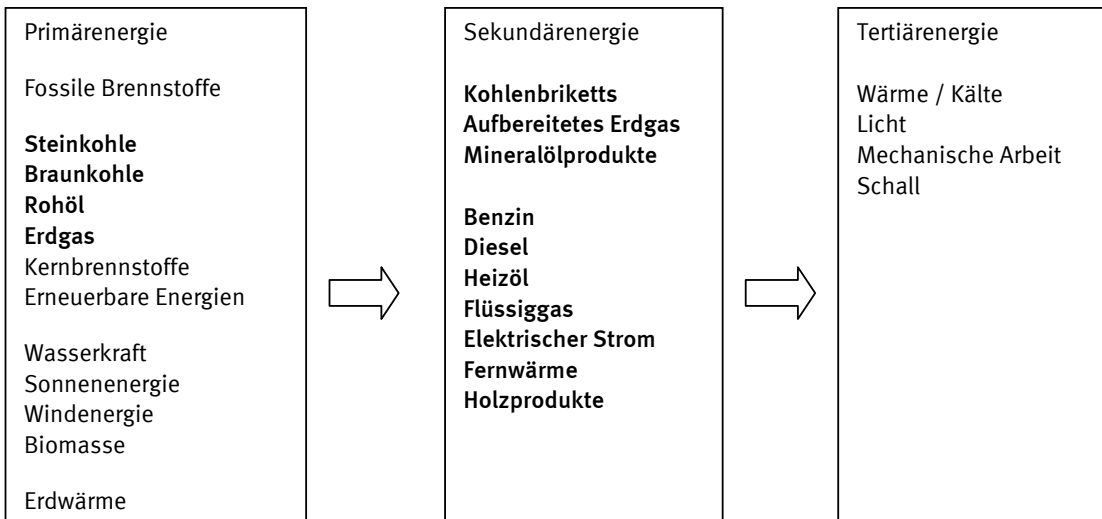 Primärenergie
Fossile Brennstoffe
Steinkohle
Braunkohle
Rohöl
Erdgas
Kernbrennstoffe
Erneuerbare Energien
Wasserkraft
Sonnenenergie
Windenergie
Biomasse
Erdwärme
Sekundärenergie
Kohlenbriketts
Aufbereitetes Erdgas
Mineralölprodukte
Benzin
Diesel
Heizöl
Flüssiggas
Elektrischer Strom
Fernwärme
Holzprodukte
Tertiärenergie
Wärme / Kälte
Licht
Mechanische Arbeit
Schall